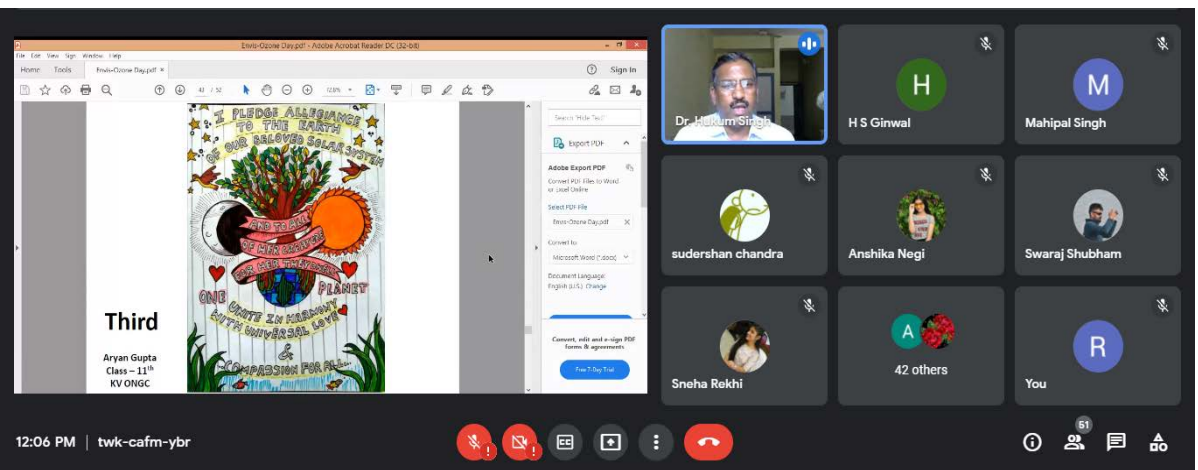 Envis-Ozone Day.pdf - Adobe Acrobat Reader DC (32-bit)
File Edit View Sign Window Help
Home Tools Envis-Ozone Day.pdf × Sign In
43 / 52
I PLEDGE ALLEGIANCE
TO THE EARTH
OF OUR BELOVED SOLAR SYSTEM
AND TO ALL
OF HER CREATURES
ONE PLANET
UNITE IN HARMONY
WITH UNIVERSAL LOVE
&
COMPASSION FOR ALL
Third
Aryan Gupta
Class – 11th
KV ONGC
Search 'Hide Text'
Export PDF
Adobe Export PDF
Convert PDF Files to Word
or Excel Online
Select PDF File
Envis-Ozone Day.pdf X
Convert to
Microsoft Word (*.docx)
Document Language:
English (U.S.) Change
Convert, edit and e-sign PDF
forms & agreements
Free 7-Day Trial
Dr. Hukum Singh
H
H S Ginwal
M
Mahipal Singh
sudershan chandra
Anshika Negi
Swaraj Shubham
Sneha Rekhi
A
42 others
R
You
12:06 PM | twk-cafm-ybr
51